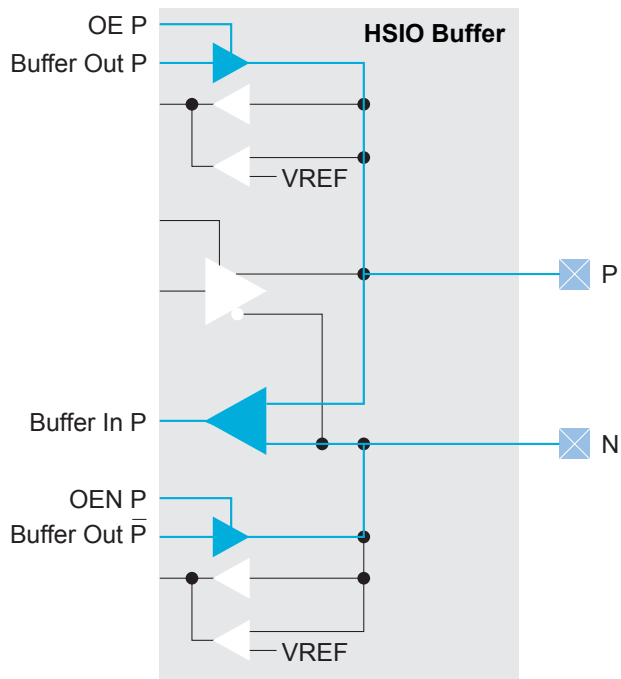 OE P
HSIO Buffer
Buffer Out P
VREF
P
Buffer In P
N
OEN P
Buffer Out P̅
VREF